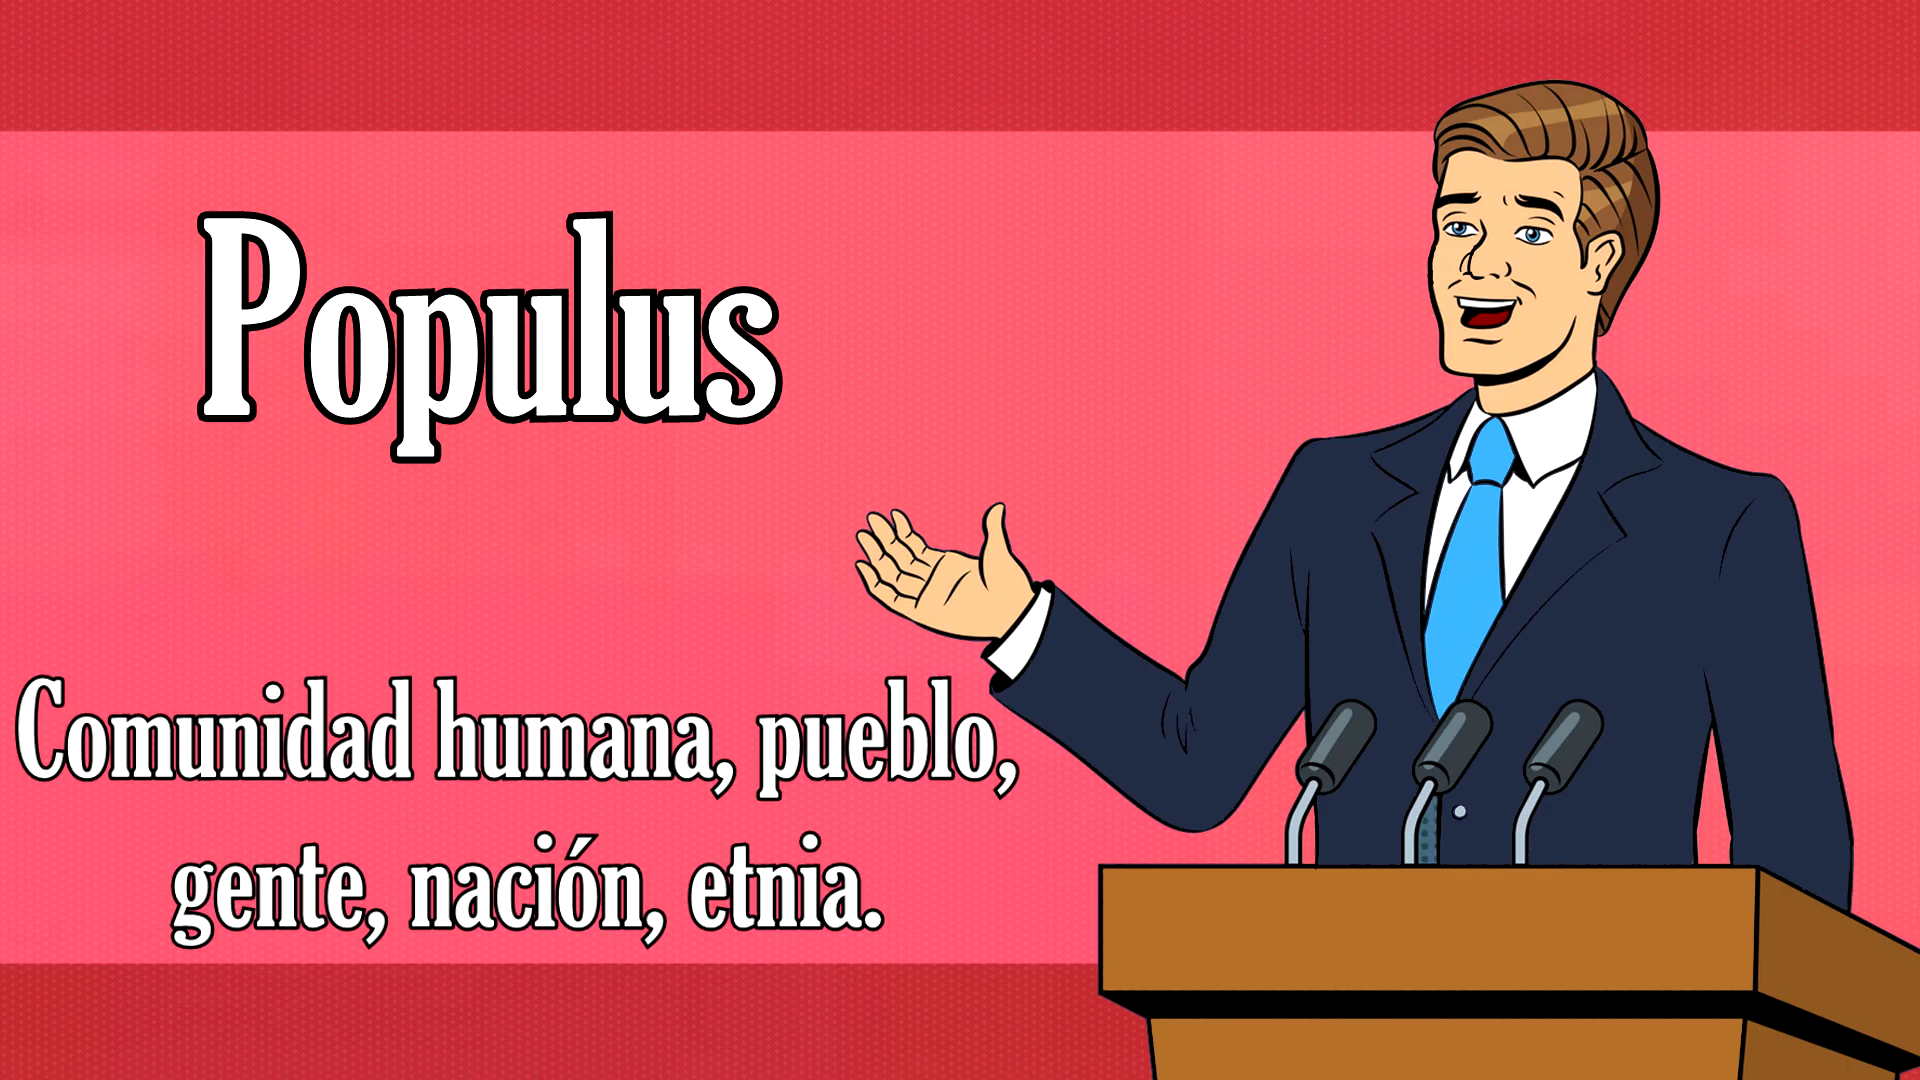 Populus
Comunidad humana, pueblo,
gente, nación, etnia.